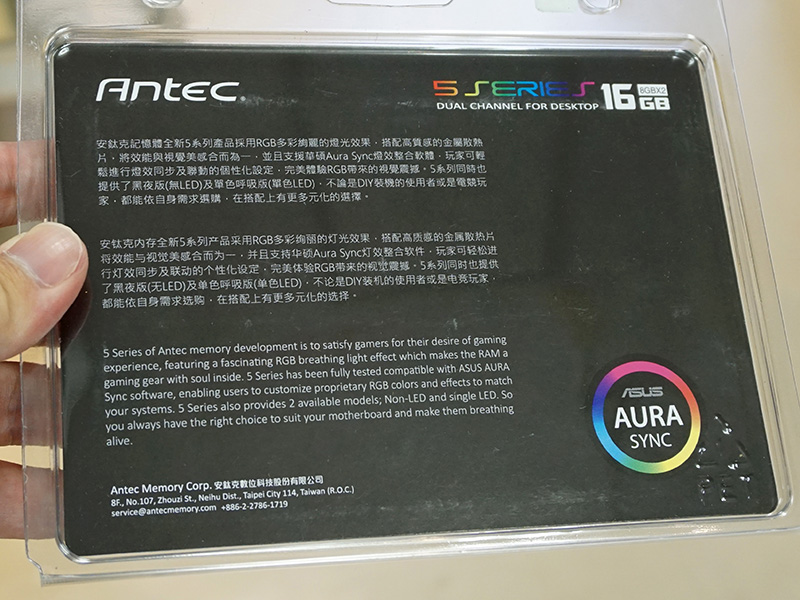 Antec
5 SERIES
DUAL CHANNEL FOR DESKTOP 16GB 8GBX2
安鈦克記憶體全新5系列產品採用RGB多彩絢麗的燈光效果，搭配高質感的金屬散熱
片，將效能與視覺美感合而為一，並且支援華碩Aura Sync燈效整合軟體，玩家可輕
鬆進行燈效同步及聯動的個性化設定，完美體驗RGB帶來的視覺震撼。5系列同時也
提供了黑夜版(無LED)及單色呼吸版(單色LED)，不論是DIY裝機的使用者或是電競玩
家，都能依自身需求選購，在搭配上有更多元化的選擇。
安钛克内存全新5系列产品采用RGB多彩绚丽的灯光效果，搭配高质感的金属散热片
将效能与视觉美感合而为一，并且支持华硕Aura Sync灯效整合软件，玩家可轻松进
行灯效同步及联动的个性化设定，完美体验RGB带來的视觉震撼。5系列同时也提供
了黑夜版(无LED)及单色呼吸版(单色LED)，不论是DIY装机的使用者或是电竞玩家，
都能依自身需求选购，在搭配上有更多元化的选择。
5 Series of Antec memory development is to satisfy gamers for their desire of gaming
experience, featuring a fascinating RGB breathing light effect which makes the RAM a
gaming gear with soul inside. 5 Series has been fully tested compatible with ASUS AURA
Sync software, enabling users to customize proprietary RGB colors and effects to match
your systems. 5 Series also provides 2 available models; Non-LED and single LED. So
you always have the right choice to suit your motherboard and make them breathing
alive.
ASUS
AURA
SYNC
Antec Memory Corp. 安鈦克數位科技股份有限公司
8F., No.107, Zhouzi St., Neihu Dist., Taipei City 114, Taiwan (R.O.C.)
service@antecmemory.com +886-2-2786-1719